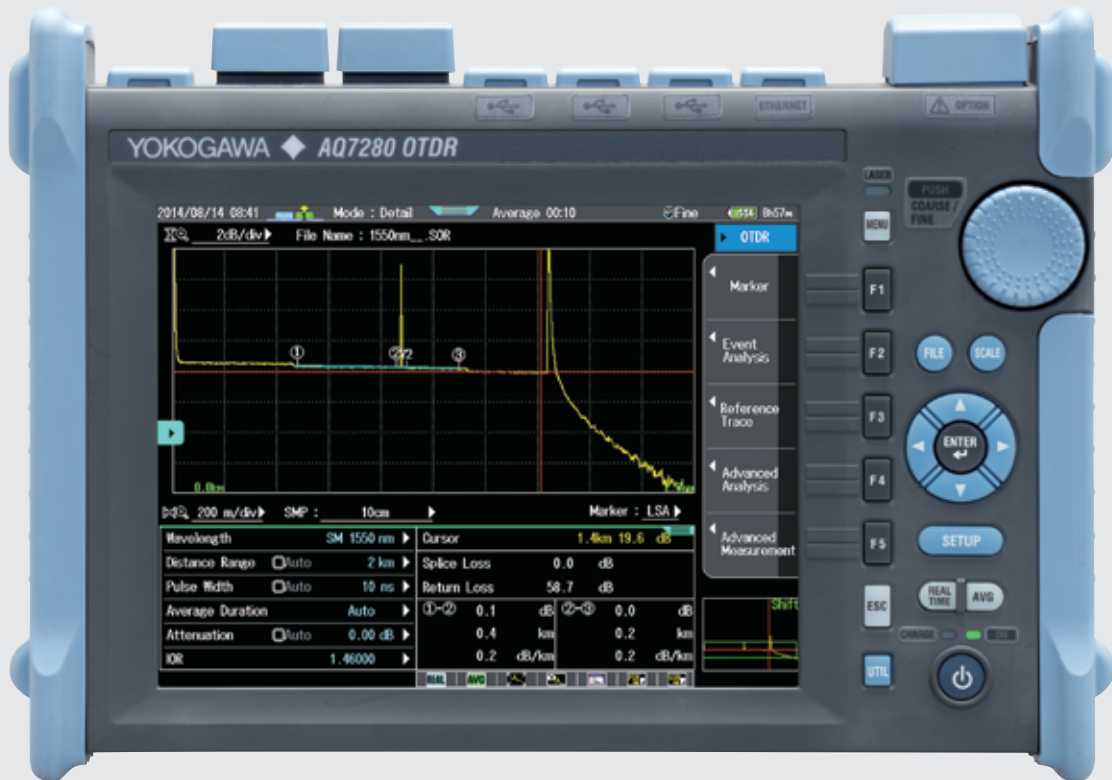 ETHERNET
OPTION
YOKOGAWA AQ7280 OTDR
LASER
PUSH
COARSE /
FINE
MENU
2014/08/14 08:41 Mode : Detail Average 00:10 Fine 8h57m
2dB/div File Name : 1550nm__.SOR
OTDR
Marker
Event
Analysis
Reference
Trace
Advanced
Analysis
Advanced
Measurement
① ② Y2 ③
0.0km
200 m/div SMP : 10cm Marker : LSA
Wavelength SM 1550 nm
Distance Range Auto 2 km
Pulse Width Auto 10 ns
Average Duration Auto
Attenuation Auto 0.00 dB
IOR 1.46000
Cursor 1.4km 19.6 dB
Splice Loss 0.0 dB
Return Loss 58.7 dB
①-② 0.1 dB ②-③ 0.0 dB
0.4 km 0.2 km
0.2 dB/km 0.2 dB/km
REAL AVG
Shift
F1
F2
F3
F4
F5
ESC
UTIL
FILE SCALE
ENTER
SETUP
REAL
TIME
AVG
CHARGE ON